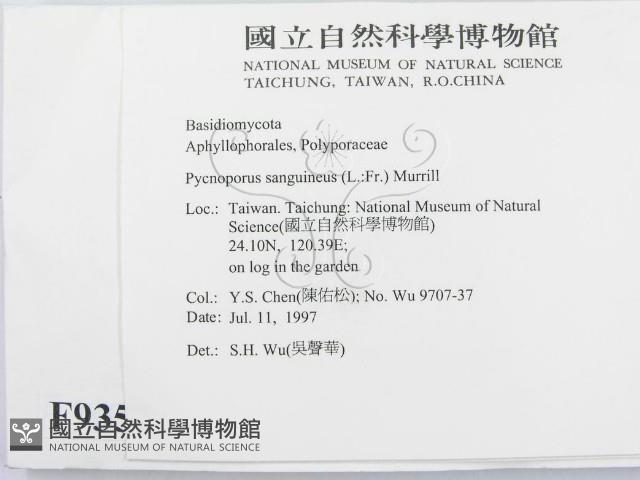 國立自然科學博物館
NATIONAL MUSEUM OF NATURAL SCIENCE
TAICHUNG, TAIWAN, R.O.CHINA
Basidiomycota
Aphyllophorales, Polyporaceae
Pycnoporus sanguineus (L.:Fr.) Murrill
Loc.: Taiwan. Taichung: National Museum of Natural
Science(國立自然科學博物館)
24.10N, 120.39E;
on log in the garden
Col.: Y.S. Chen(陳佑松); No. Wu 9707-37
Date: Jul. 11, 1997
Det.: S.H. Wu(吳聲華)
F935
國立自然科學博物館
NATIONAL MUSEUM OF NATURAL SCIENCE